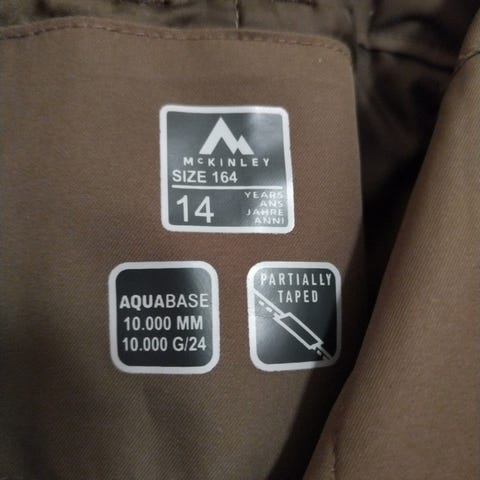 McKINLEY
SIZE 164
14
YEARS
ANS
JAHRE
ANNI
AQUABASE
10.000 MM
10.000 G/24
PARTIALLY
TAPED